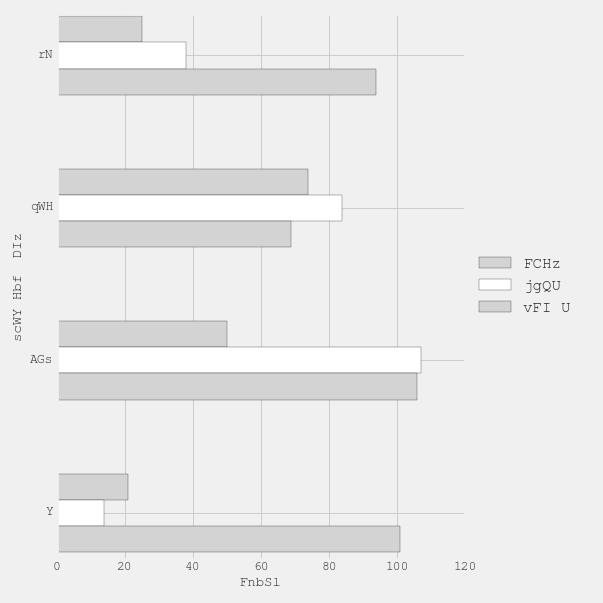 rN
qWH
AGs
Y
scWY Hbf  DIz
0 20 40 60 80 100 120
FnbSl
FCHz
jgQU
vFI U